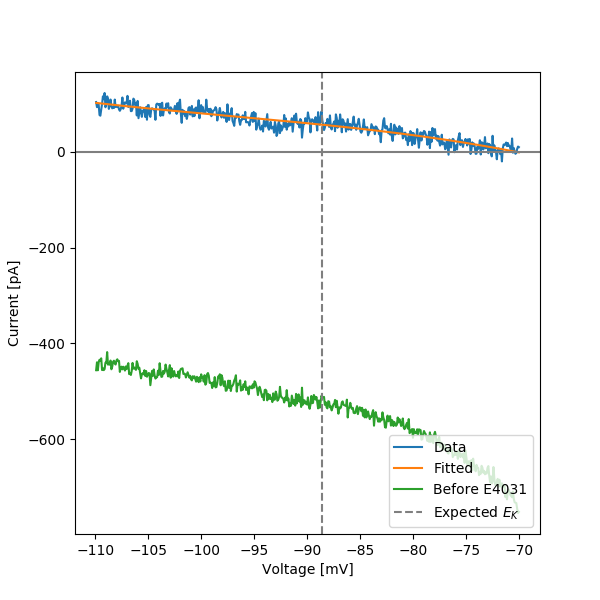 0
−200
−400
−600
Current [pA]
−110 −105 −100 −95 −90 −85 −80 −75 −70
Voltage [mV]
Data
Fitted
Before E4031
Expected E_K